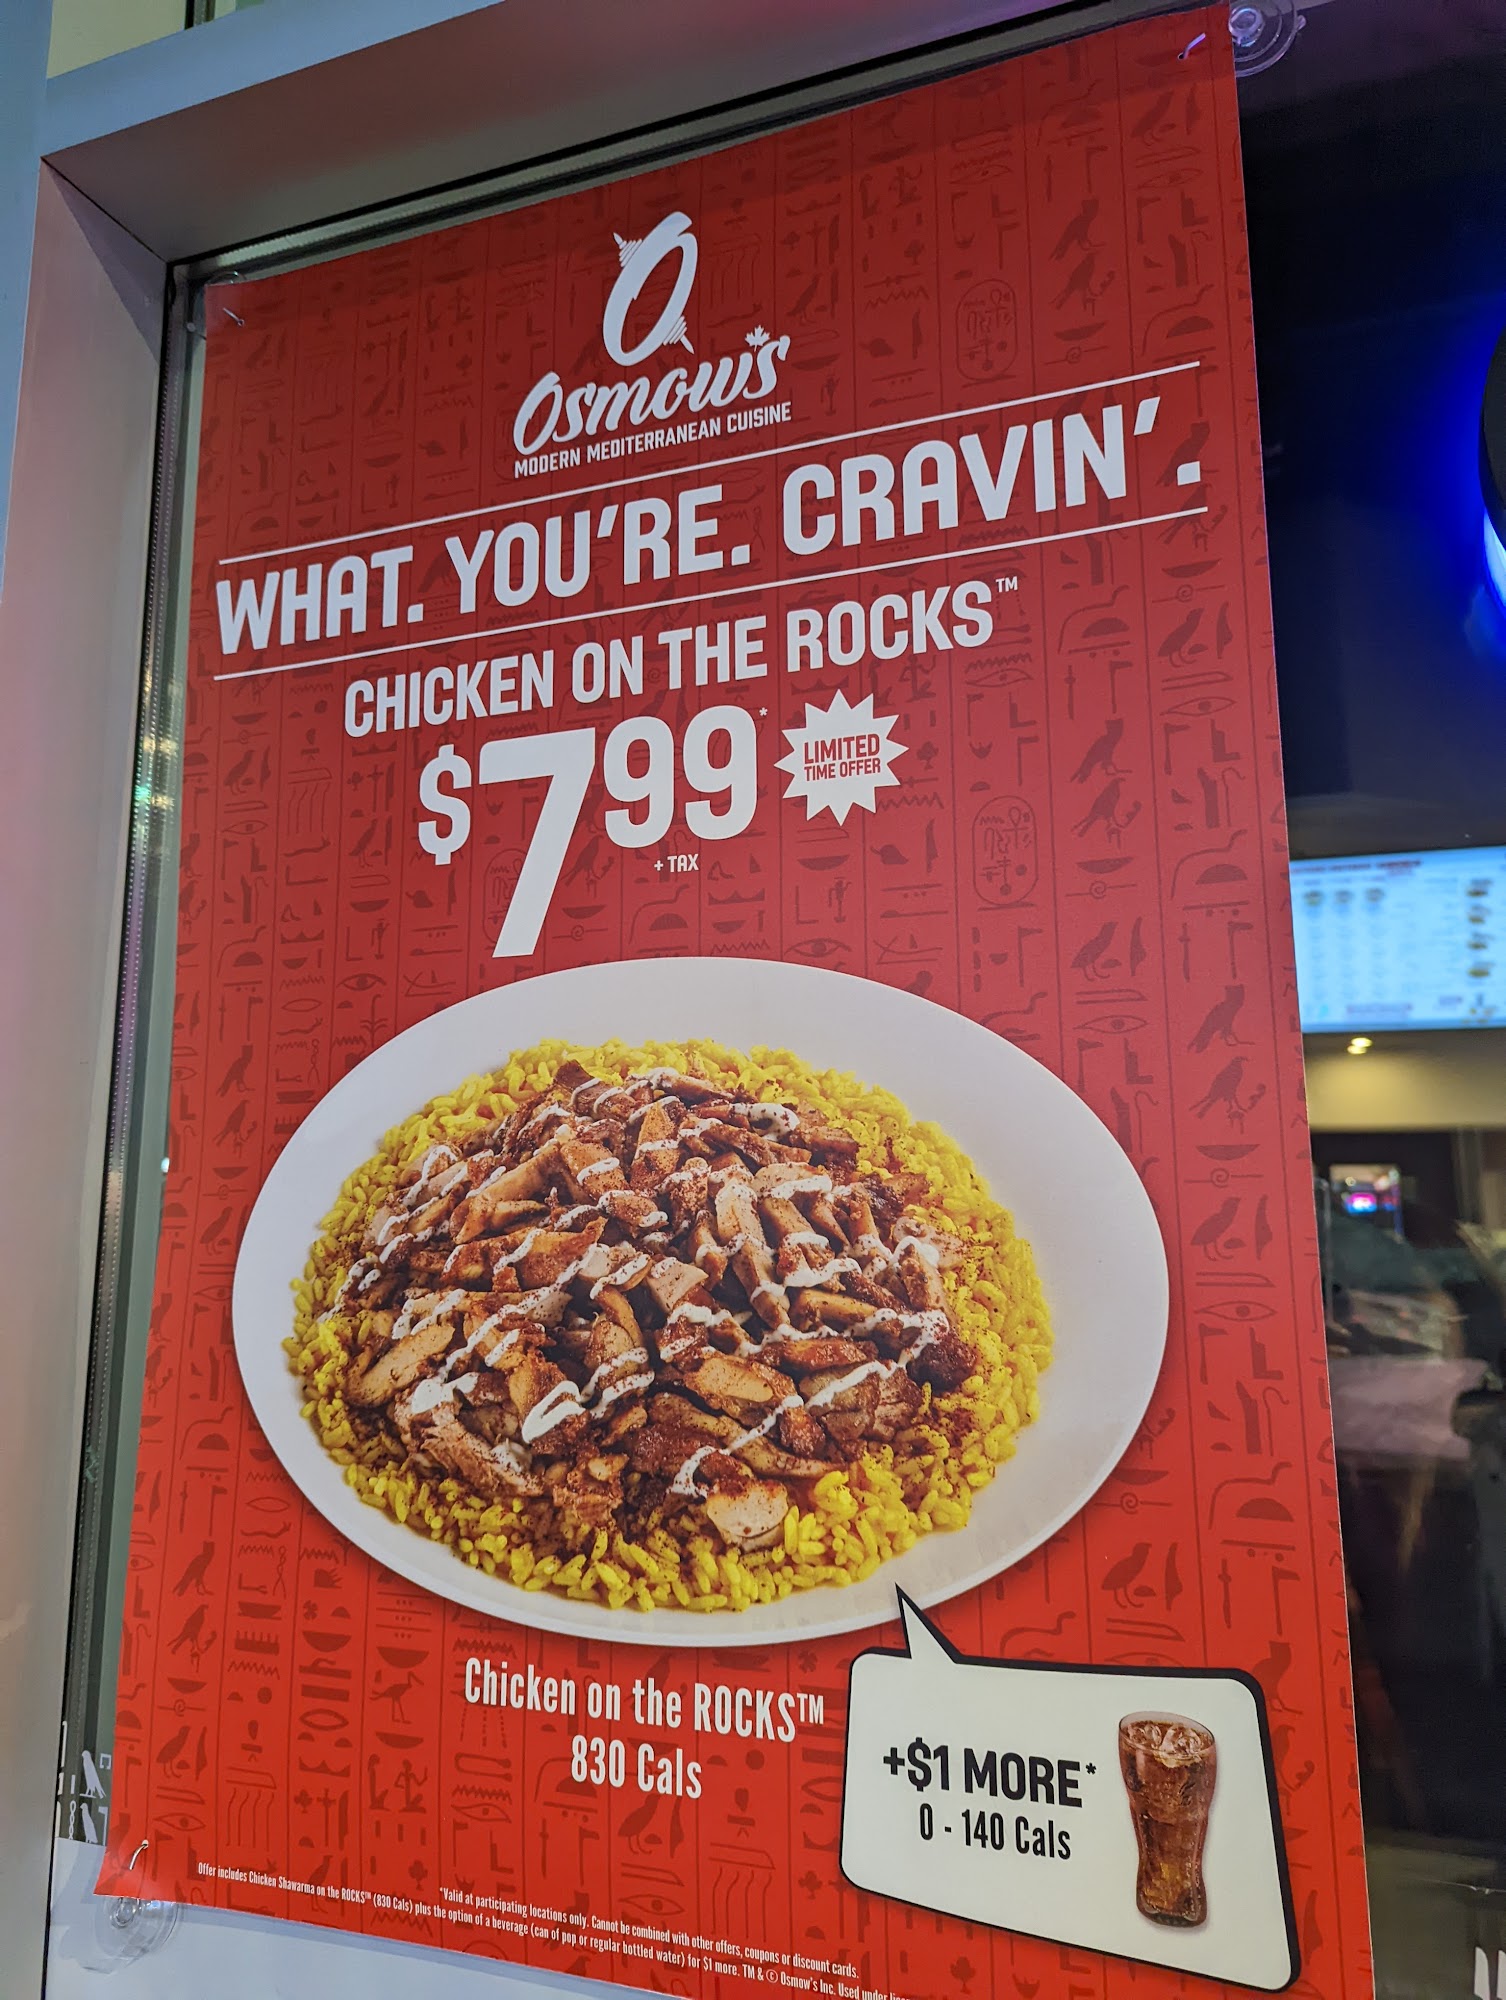 Osmow's
MODERN MEDITERRANEAN CUISINE
WHAT. YOU'RE. CRAVIN'.
CHICKEN ON THE ROCKS™
$799*
+ TAX
LIMITED
TIME OFFER
Chicken on the ROCKS™
830 Cals
+$1 MORE*
0 - 140 Cals
*Valid at participating locations only. Cannot be combined with other offers, coupons or discount cards.
Offer includes Chicken Shawarma on the ROCKS™ (830 Cals) plus the option of a beverage (can of pop or regular bottled water) for $1 more. TM & © Osmow's Inc. Used under